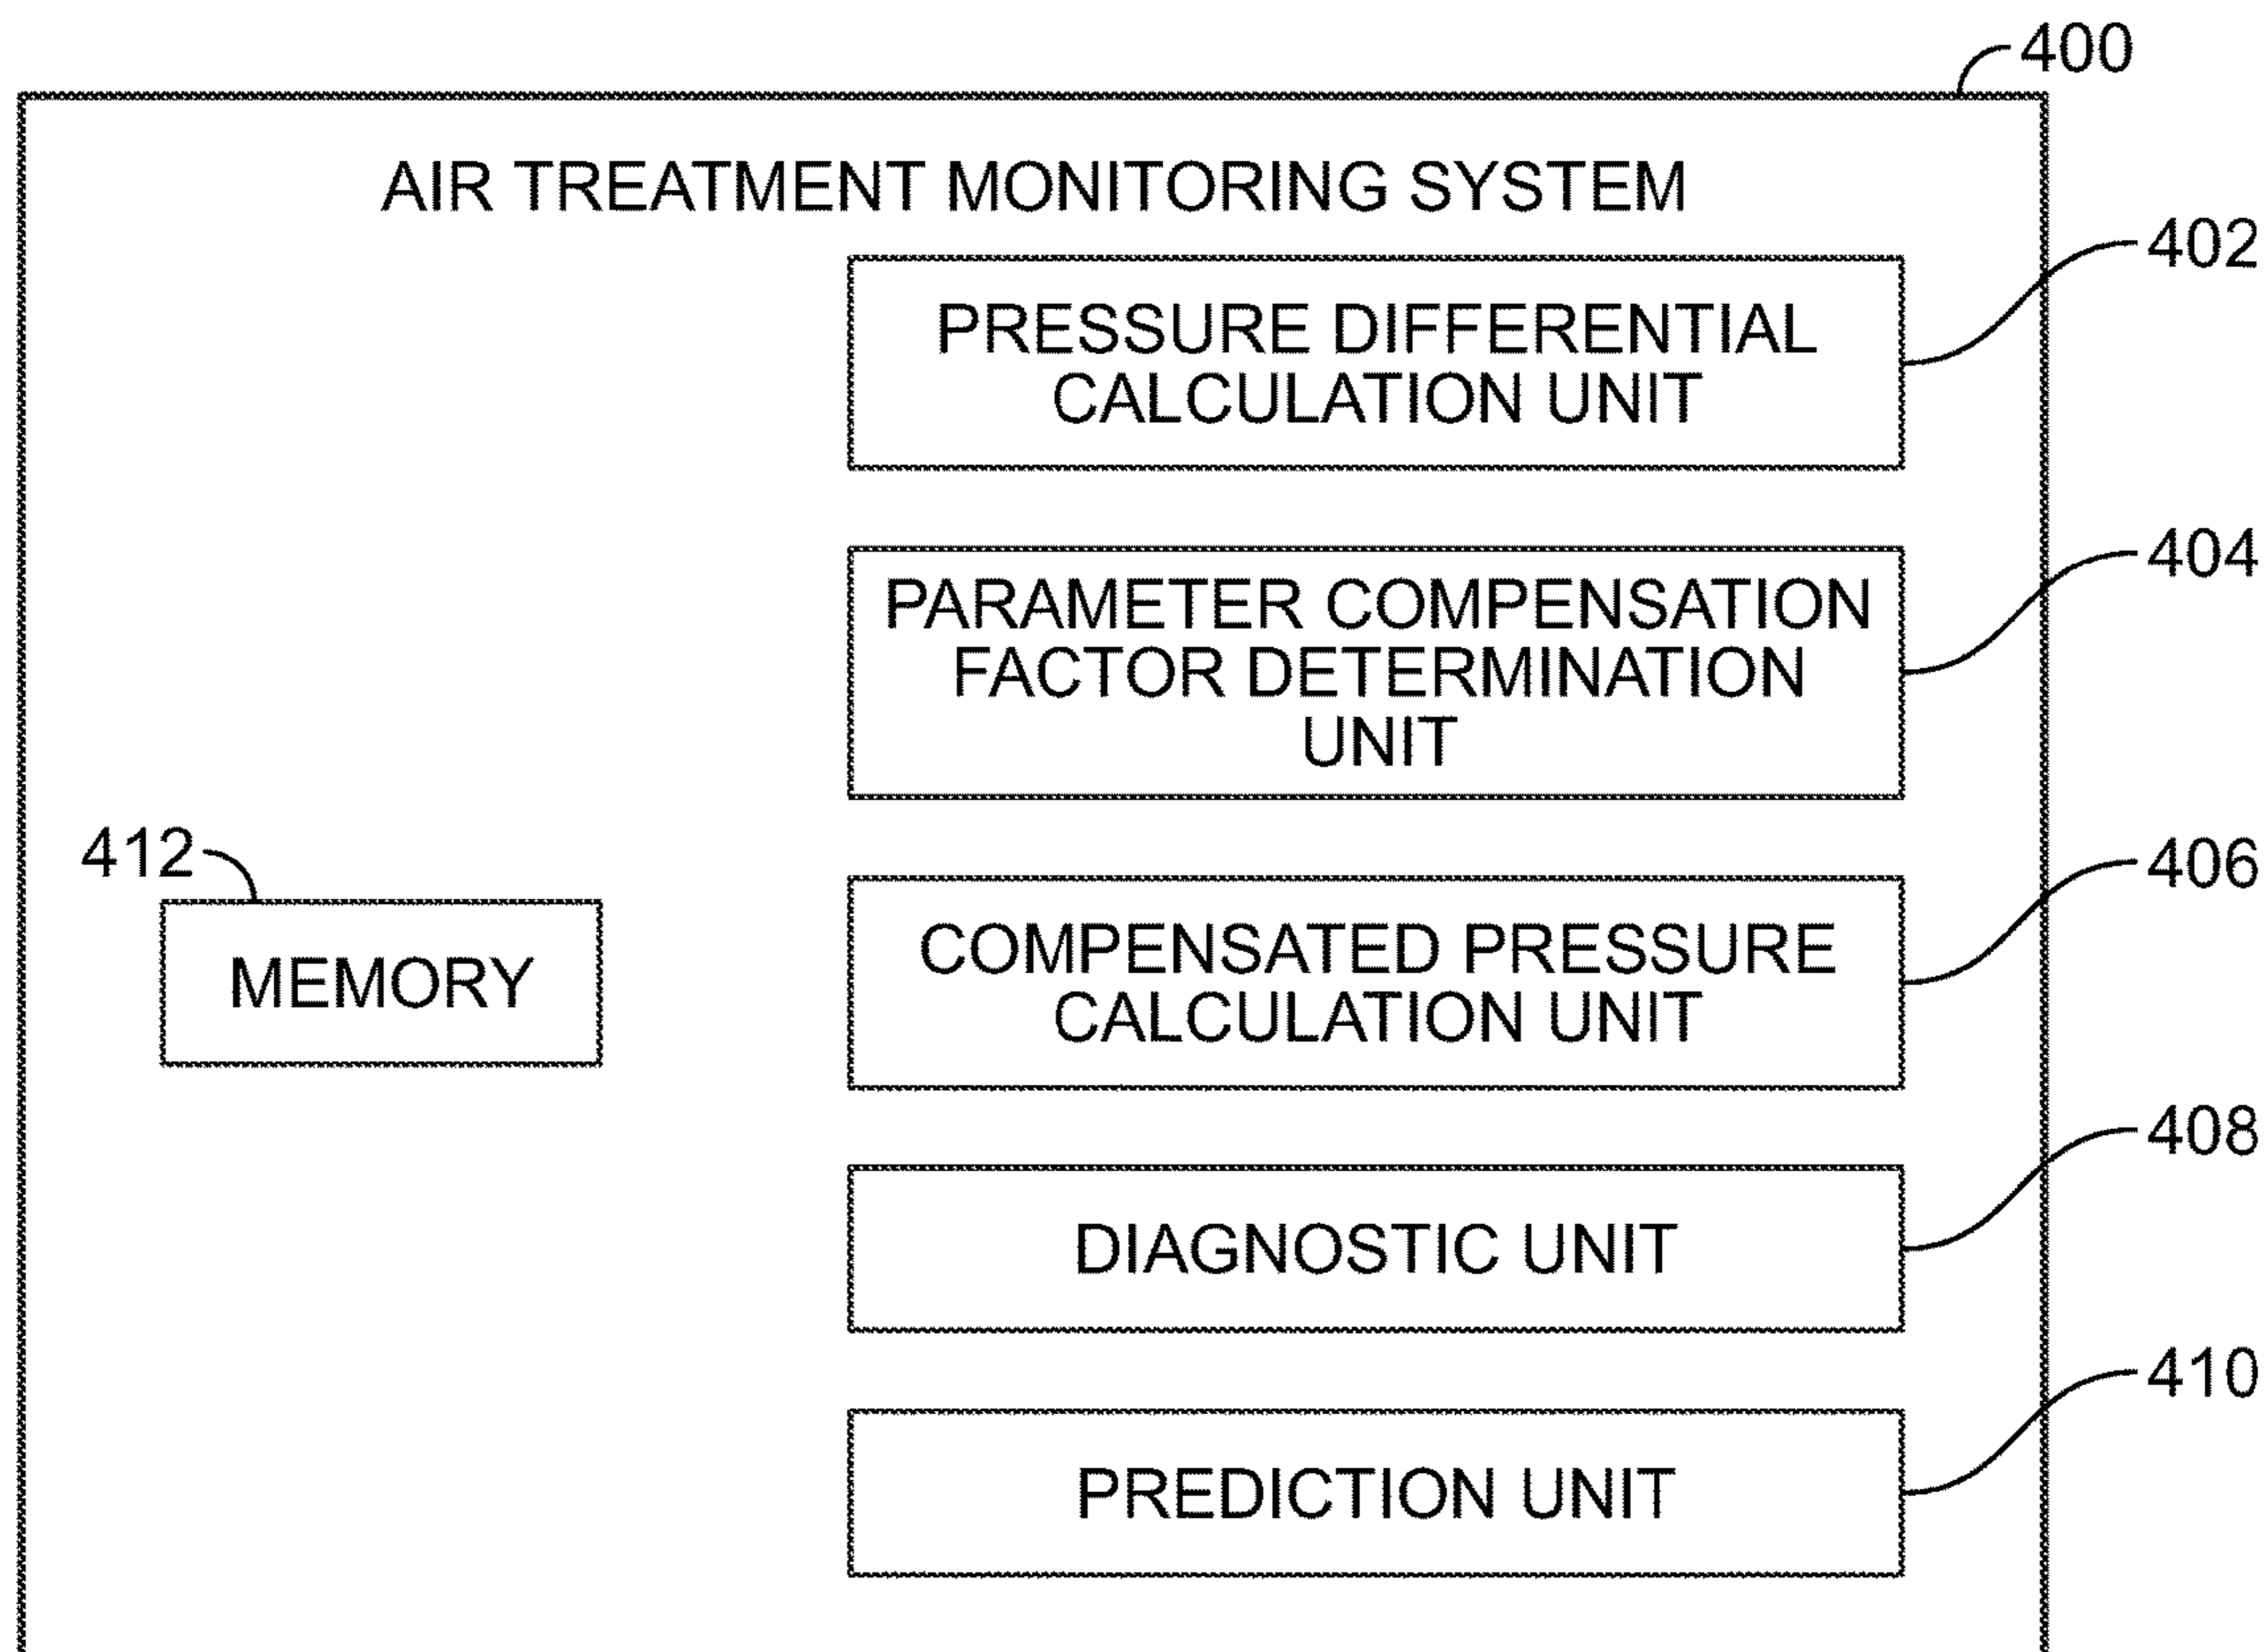 400
AIR TREATMENT MONITORING SYSTEM
402
PRESSURE DIFFERENTIAL
CALCULATION UNIT
404
PARAMETER COMPENSATION
FACTOR DETERMINATION
UNIT
412
MEMORY
406
COMPENSATED PRESSURE
CALCULATION UNIT
408
DIAGNOSTIC UNIT
410
PREDICTION UNIT